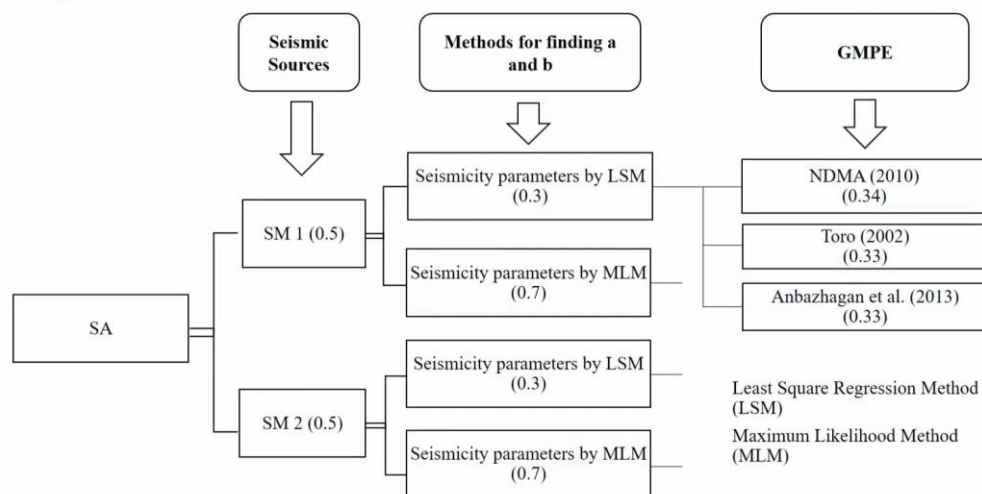 Seismic
Sources
Methods for finding a
and b
GMPE
Seismicity parameters by LSM
(0.3)
NDMA (2010)
(0.34)
SM 1 (0.5)
Toro (2002)
(0.33)
Seismicity parameters by MLM
(0.7)
Anbazhagan et al. (2013)
(0.33)
SA
Seismicity parameters by LSM
(0.3)
SM 2 (0.5)
Seismicity parameters by MLM
(0.7)
Least Square Regression Method
(LSM)
Maximum Likelihood Method
(MLM)